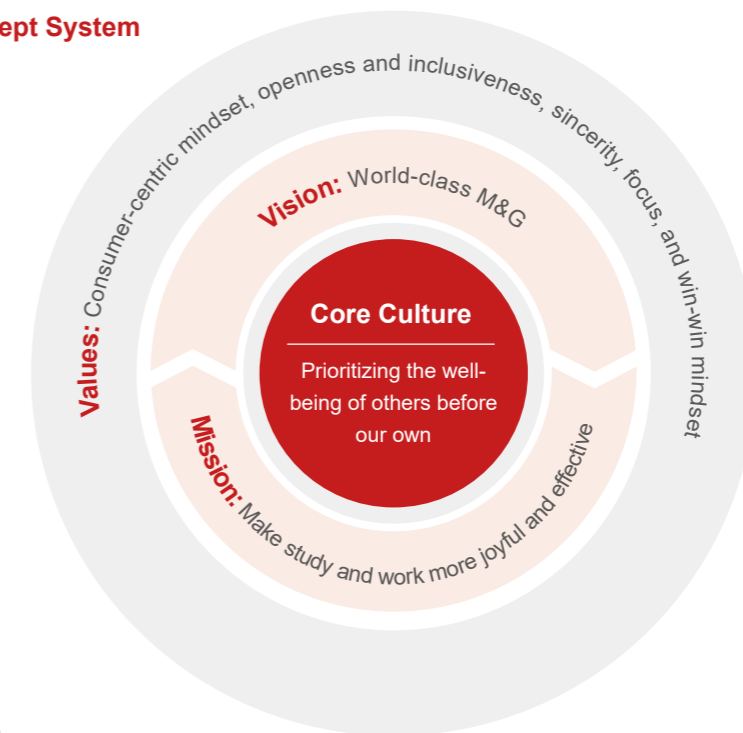 ept System
Values: Consumer-centric mindset, openness and inclusiveness, sincerity, focus, and win-win mindset
Vision: World-class M&G
Core Culture
Prioritizing the well-
being of others before
our own
Mission: Make study and work more joyful and effective